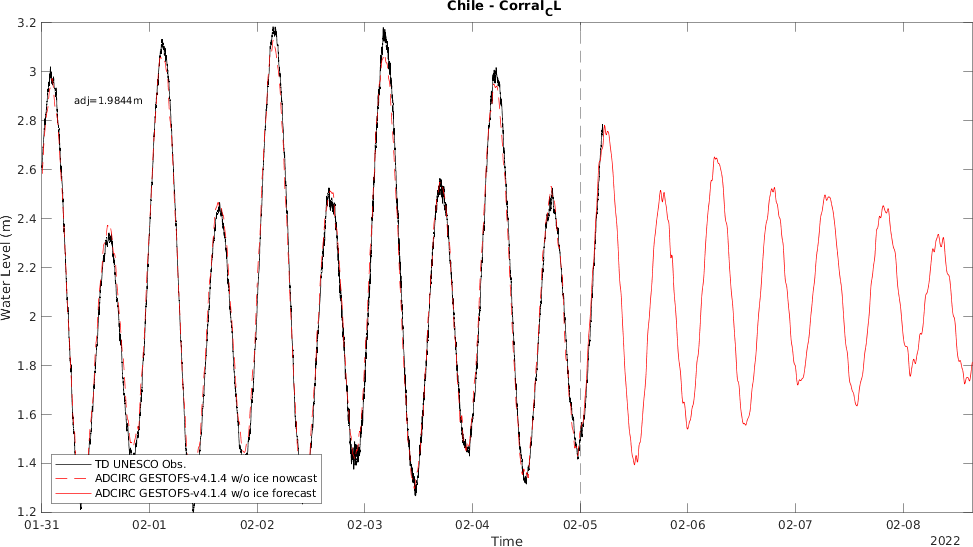 Chile - Corral_CL
3.2
3
adj=1.9844m
2.8
2.6
2.4
2.2
2
1.8
1.6
1.4
1.2
Water Level (m)
TD UNESCO Obs.
ADCIRC GESTOFS-v4.1.4 w/o ice nowcast
ADCIRC GESTOFS-v4.1.4 w/o ice forecast
01-31 02-01 02-02 02-03 02-04 02-05 02-06 02-07 02-08
Time
2022